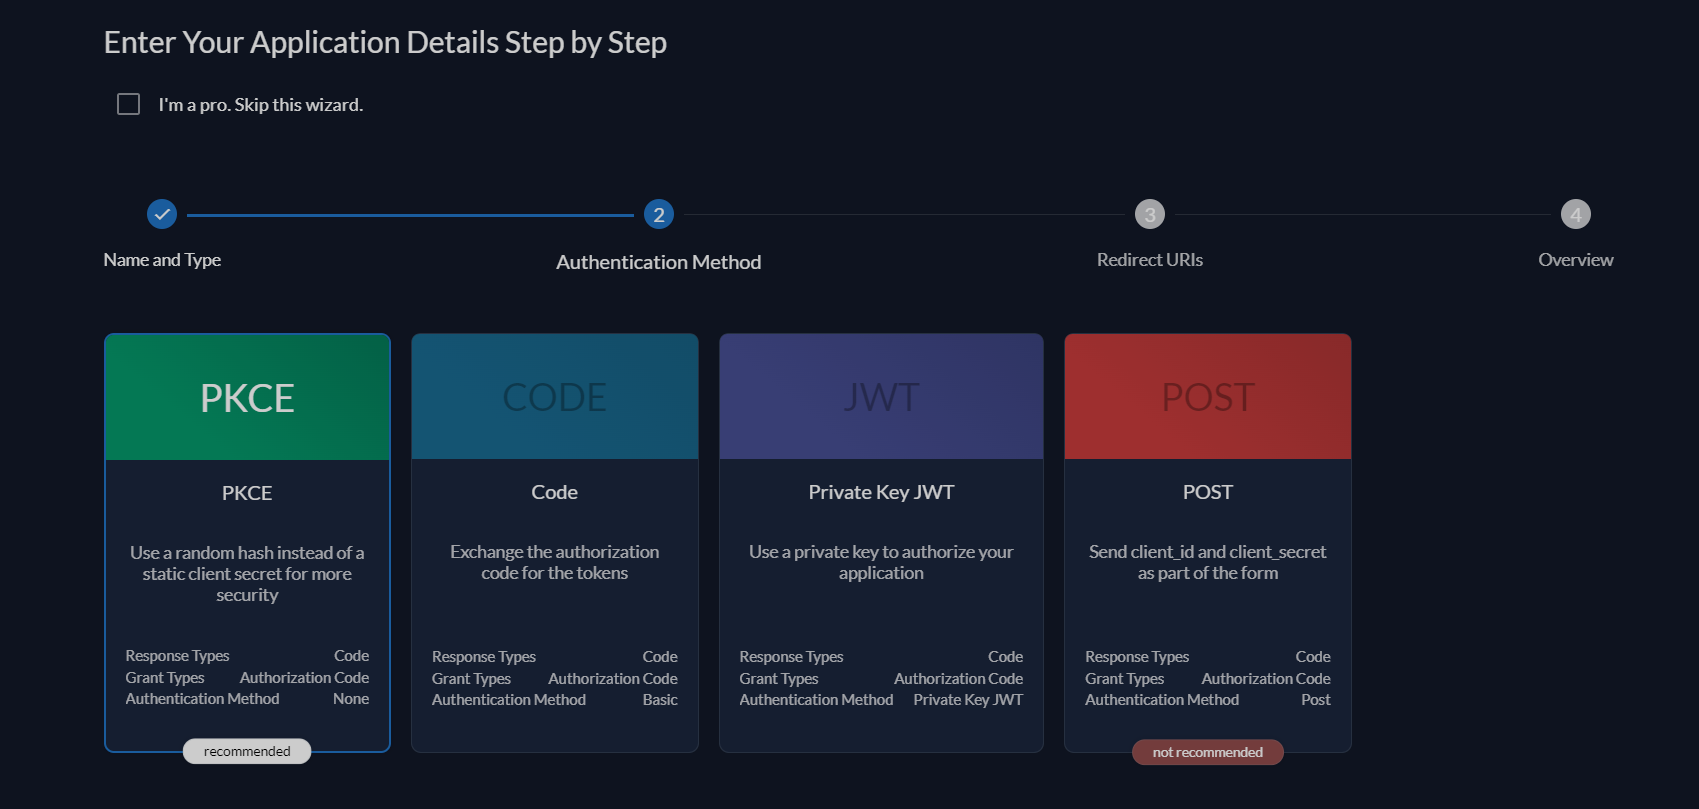 Enter Your Application Details Step by Step
I'm a pro. Skip this wizard.
2
3
4
Name and Type
Authentication Method
Redirect URIs
Overview
PKCE
PKCE
Use a random hash instead of a
static client secret for more
security
Response Types Code
Grant Types Authorization Code
Authentication Method None
recommended
CODE
Code
Exchange the authorization
code for the tokens
Response Types Code
Grant Types Authorization Code
Authentication Method Basic
JWT
Private Key JWT
Use a private key to authorize your
application
Response Types Code
Grant Types Authorization Code
Authentication Method Private Key JWT
POST
POST
Send client_id and client_secret
as part of the form
Response Types Code
Grant Types Authorization Code
Authentication Method Post
not recommended